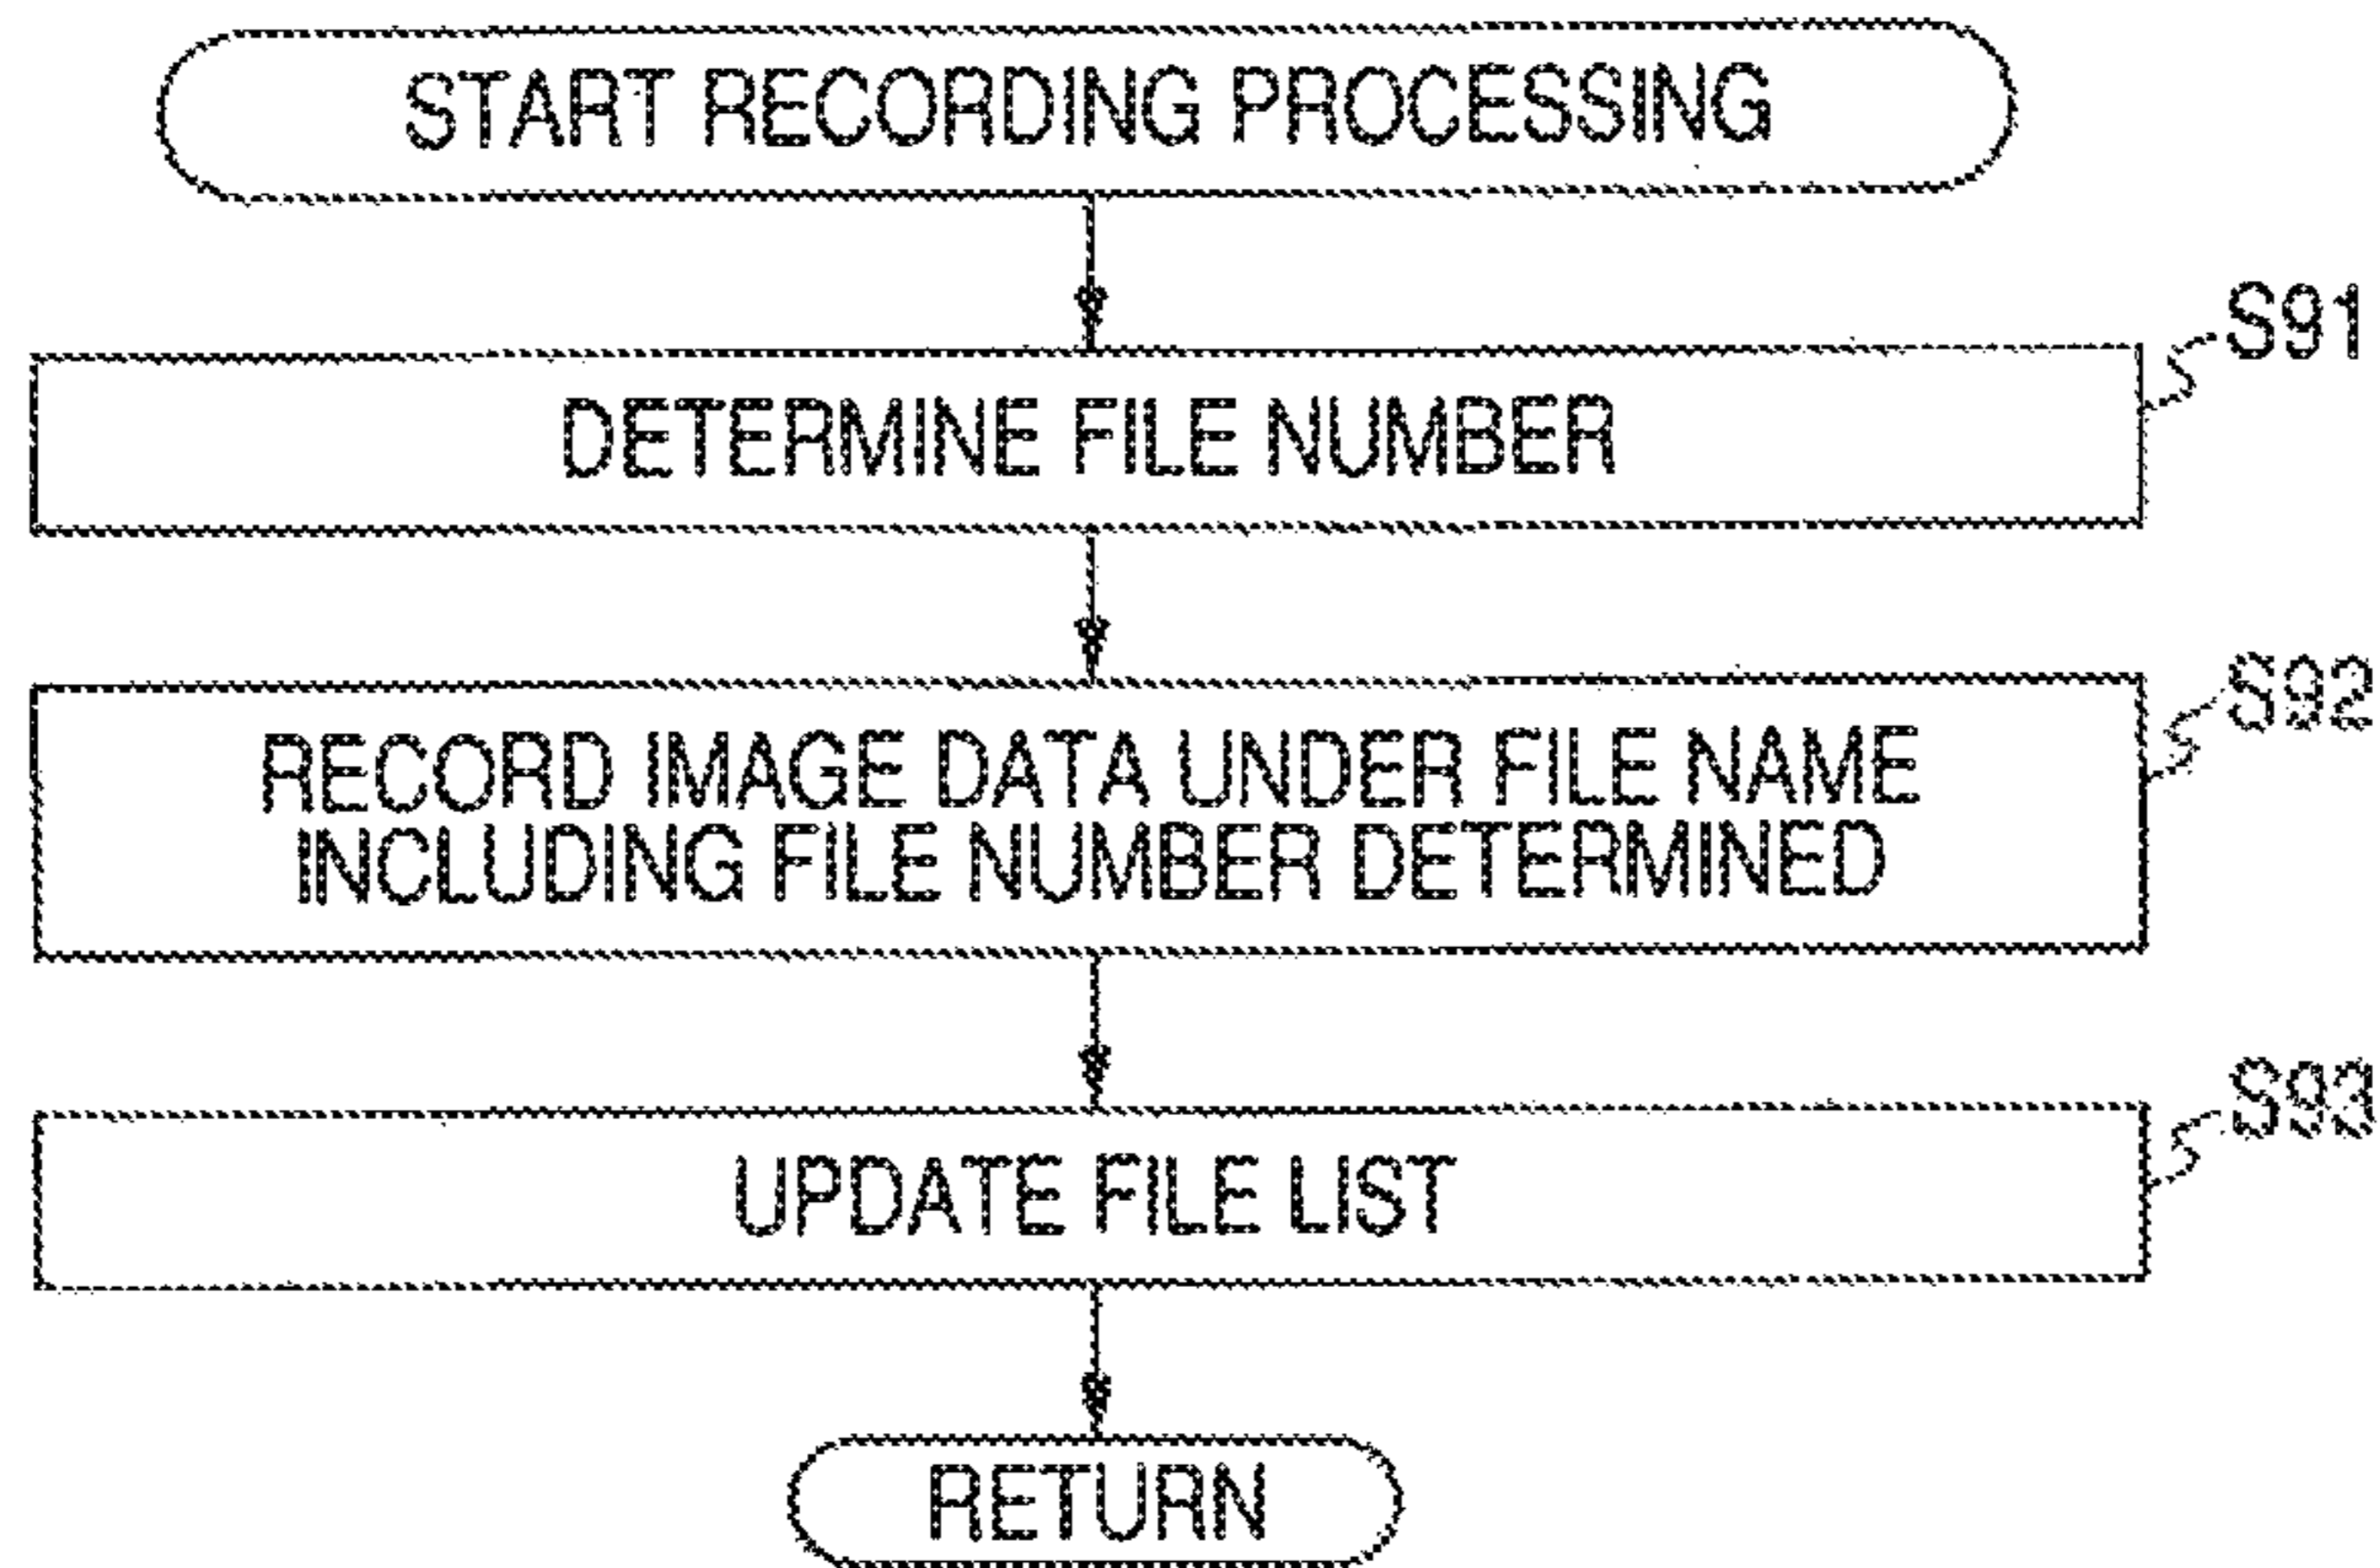 START RECORDING PROCESSING
S91
DETERMINE FILE NUMBER
S92
RECORD IMAGE DATA UNDER FILE NAME
INCLUDING FILE NUMBER DETERMINED
S93
UPDATE FILE LIST
RETURN